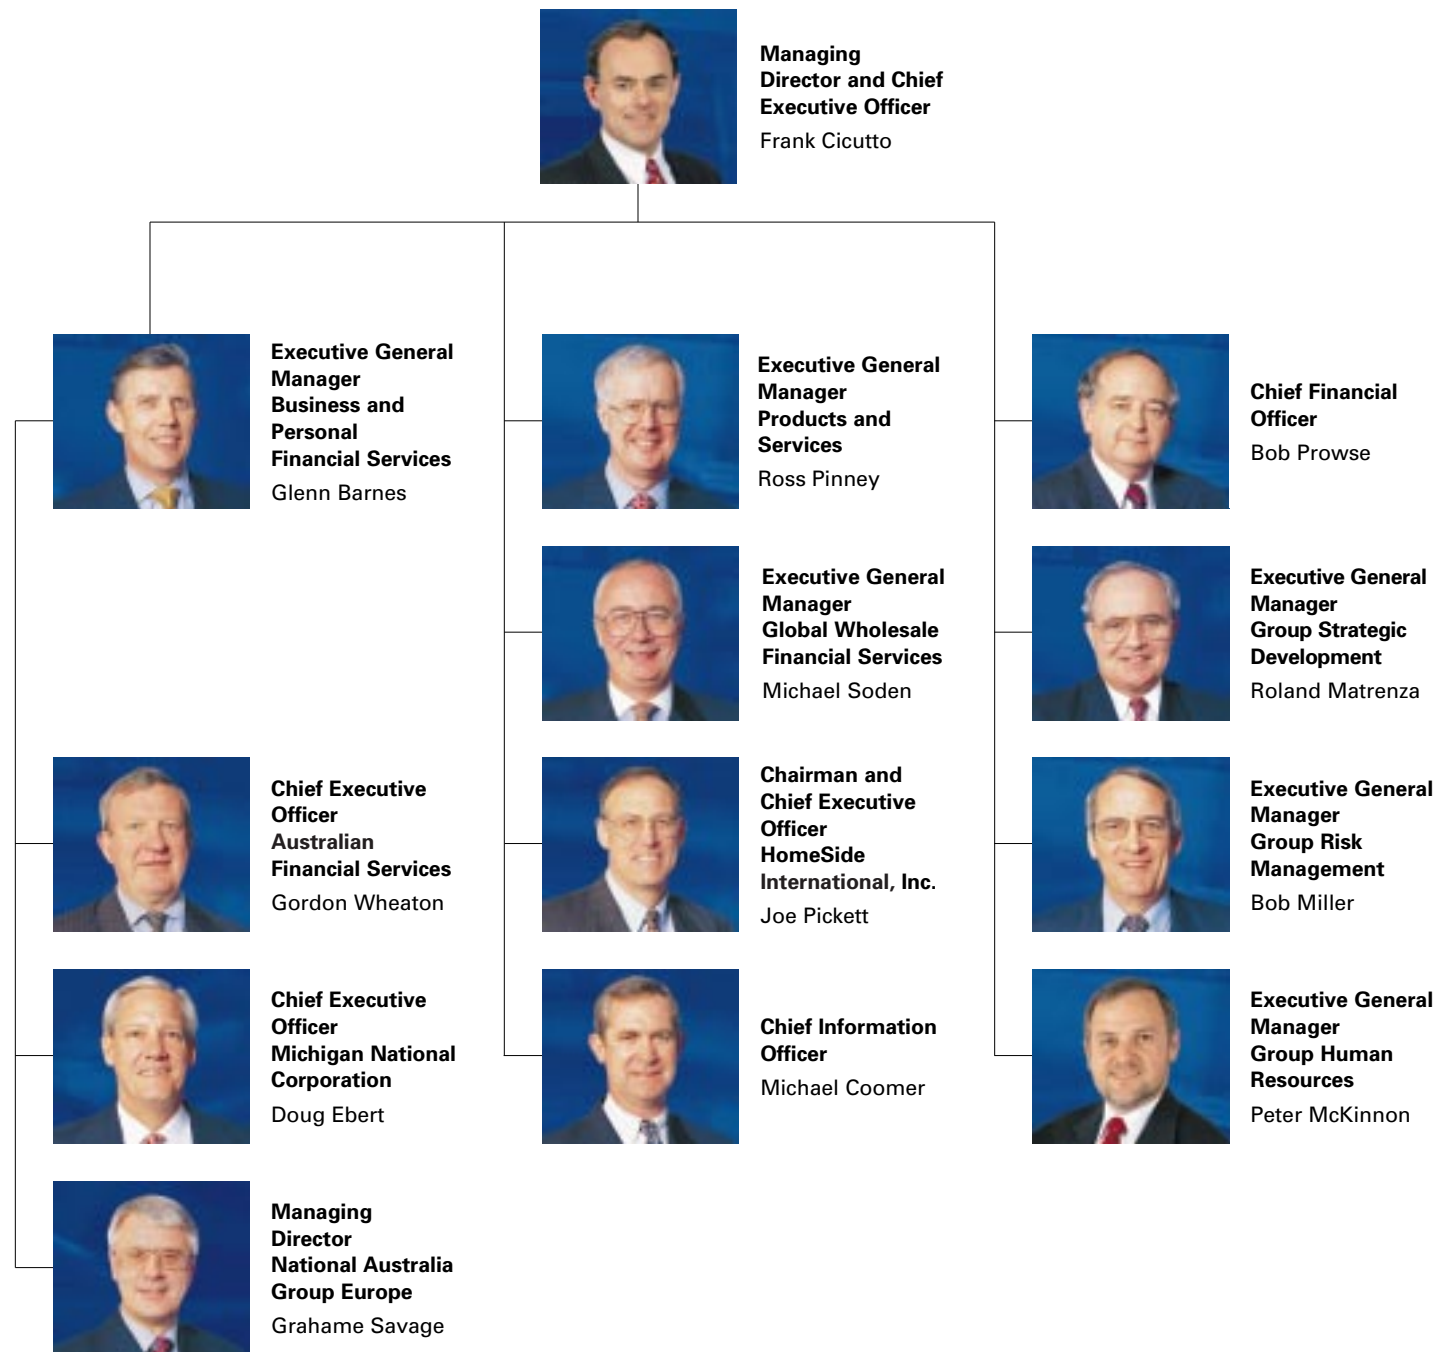 Managing
Director and Chief
Executive Officer
Frank Cicutto
Executive General
Manager
Business and
Personal
Financial Services
Glenn Barnes
Executive General
Manager
Products and
Services
Ross Pinney
Chief Financial
Officer
Bob Prowse
Executive General
Manager
Global Wholesale
Financial Services
Michael Soden
Executive General
Manager
Group Strategic
Development
Roland Matrenza
Chief Executive
Officer
Australian
Financial Services
Gordon Wheaton
Chairman and
Chief Executive
Officer
HomeSide
International, Inc.
Joe Pickett
Executive General
Manager
Group Risk
Management
Bob Miller
Chief Executive
Officer
Michigan National
Corporation
Doug Ebert
Chief Information
Officer
Michael Coomer
Executive General
Manager
Group Human
Resources
Peter McKinnon
Managing
Director
National Australia
Group Europe
Grahame Savage